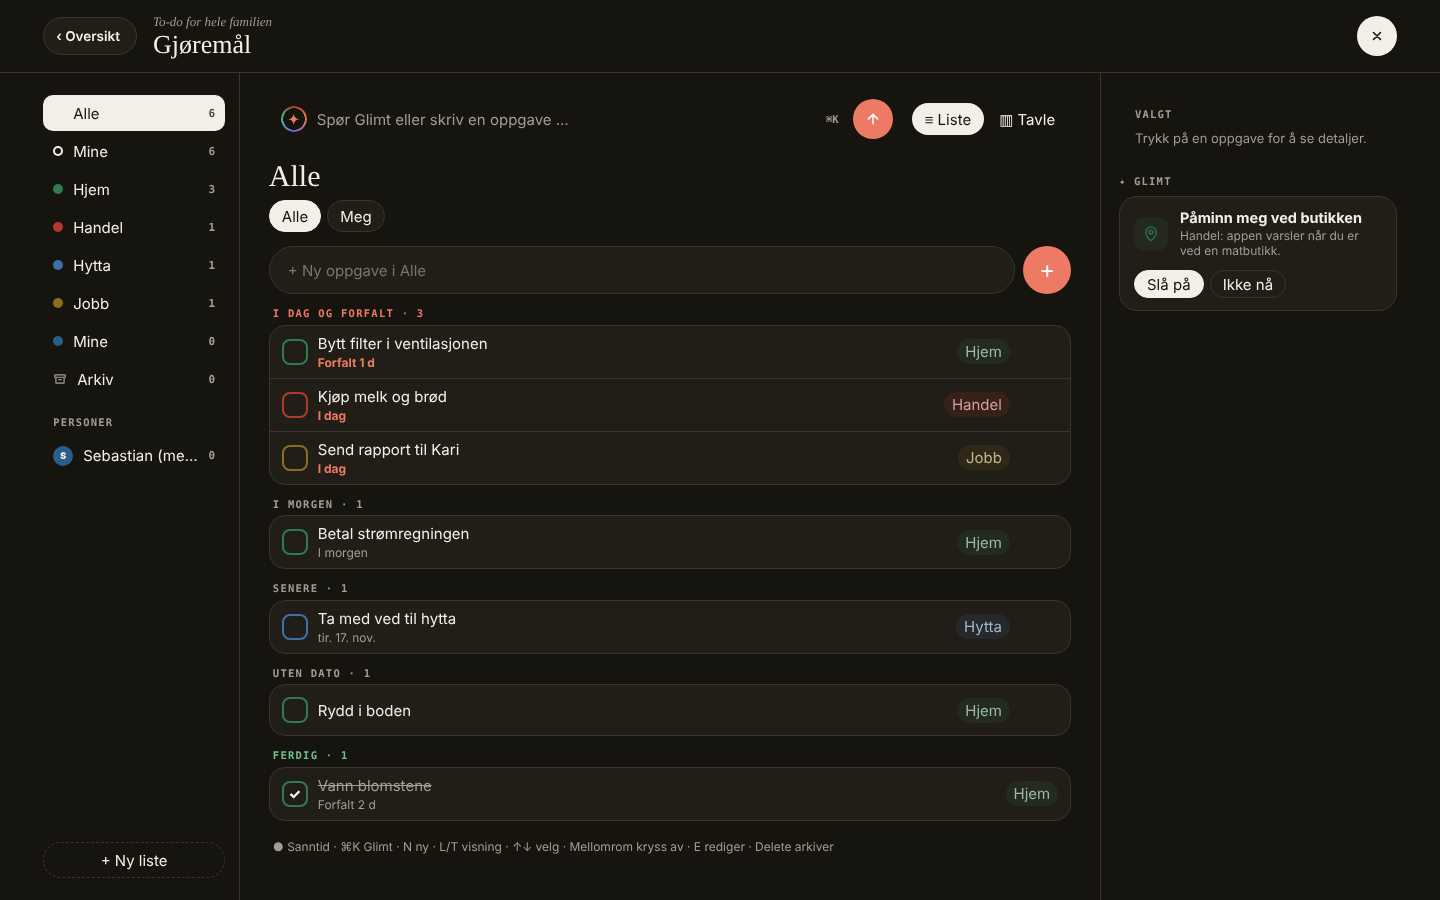 ‹ Oversikt
To-do for hele familien
Gjøremål
×
Alle 6
Mine 6
Hjem 3
Handel 1
Hytta 1
Jobb 1
Mine 0
Arkiv 0
PERSONER
S Sebastian (me... 0
+ Ny liste
Spør Glimt eller skriv en oppgave ...
⌘K
≡ Liste
▥ Tavle
Alle
Alle
Meg
+ Ny oppgave i Alle
+
I DAG OG FORFALT · 3
Bytt filter i ventilasjonen
Forfalt 1 d
Hjem
Kjøp melk og brød
I dag
Handel
Send rapport til Kari
I dag
Jobb
I MORGEN · 1
Betal strømregningen
I morgen
Hjem
SENERE · 1
Ta med ved til hytta
tir. 17. nov.
Hytta
UTEN DATO · 1
Rydd i boden
Hjem
FERDIG · 1
Vann blomstene
Forfalt 2 d
Hjem
● Sanntid · ⌘K Glimt · N ny · L/T visning · ↑↓ velg · Mellomrom kryss av · E rediger · Delete arkiver
VALGT
Trykk på en oppgave for å se detaljer.
✦ GLIMT
Påminn meg ved butikken
Handel: appen varsler når du er
ved en matbutikk.
Slå på
Ikke nå